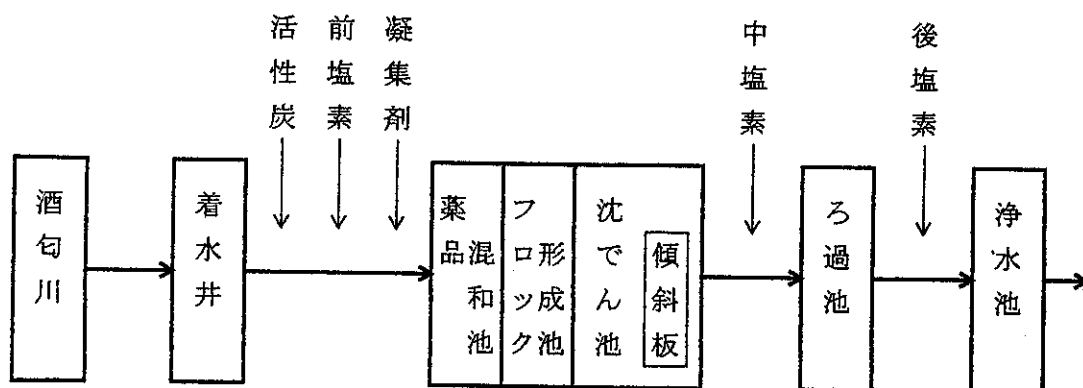 活性炭
前塩素
凝集剤
中塩素
後塩素
酒匂川
着水井
薬品混和池
フロック形成池
沈でん池
傾斜板
ろ過池
浄水池